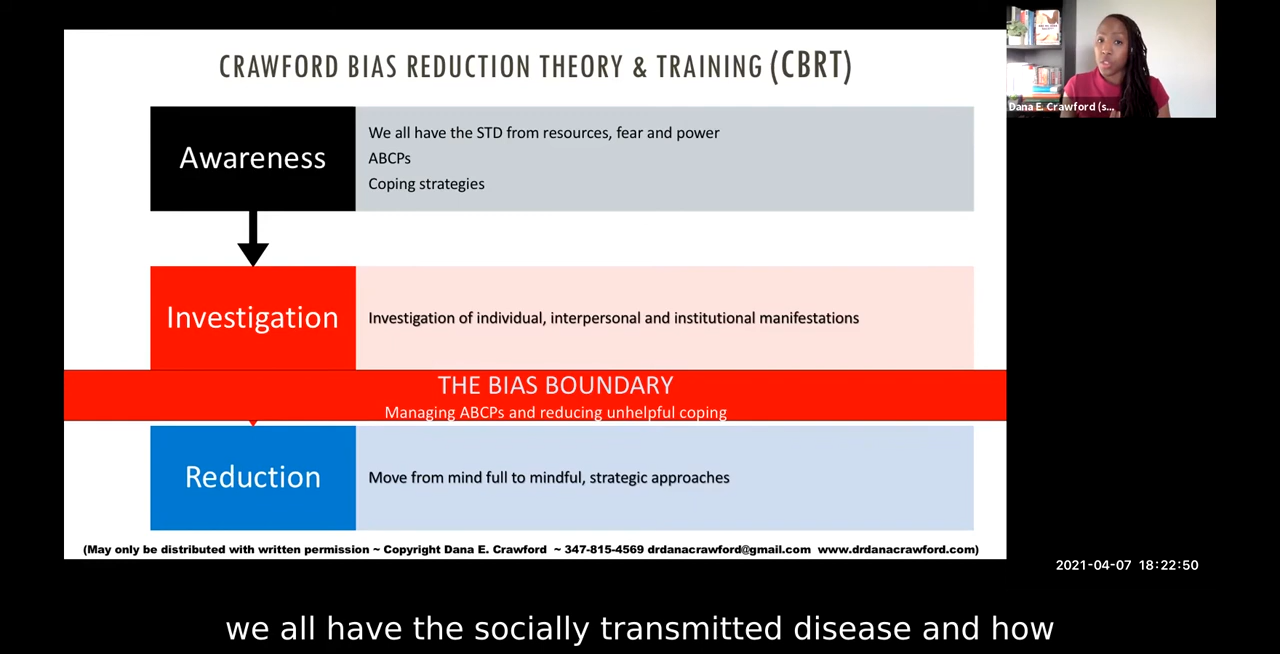 CRAWFORD BIAS REDUCTION THEORY & TRAINING (CBRT)
Awareness
We all have the STD from resources, fear and power
ABCPs
Coping strategies
Investigation
Investigation of individual, interpersonal and institutional manifestations
THE BIAS BOUNDARY
Managing ABCPs and reducing unhelpful coping
Reduction
Move from mind full to mindful, strategic approaches
(May only be distributed with written permission ~ Copyright Dana E. Crawford ~ 347-815-4569 drdanacrawford@gmail.com www.drdanacrawford.com)
Dana E. Crawford (s...
2021-04-07 18:22:50
we all have the socially transmitted disease and how